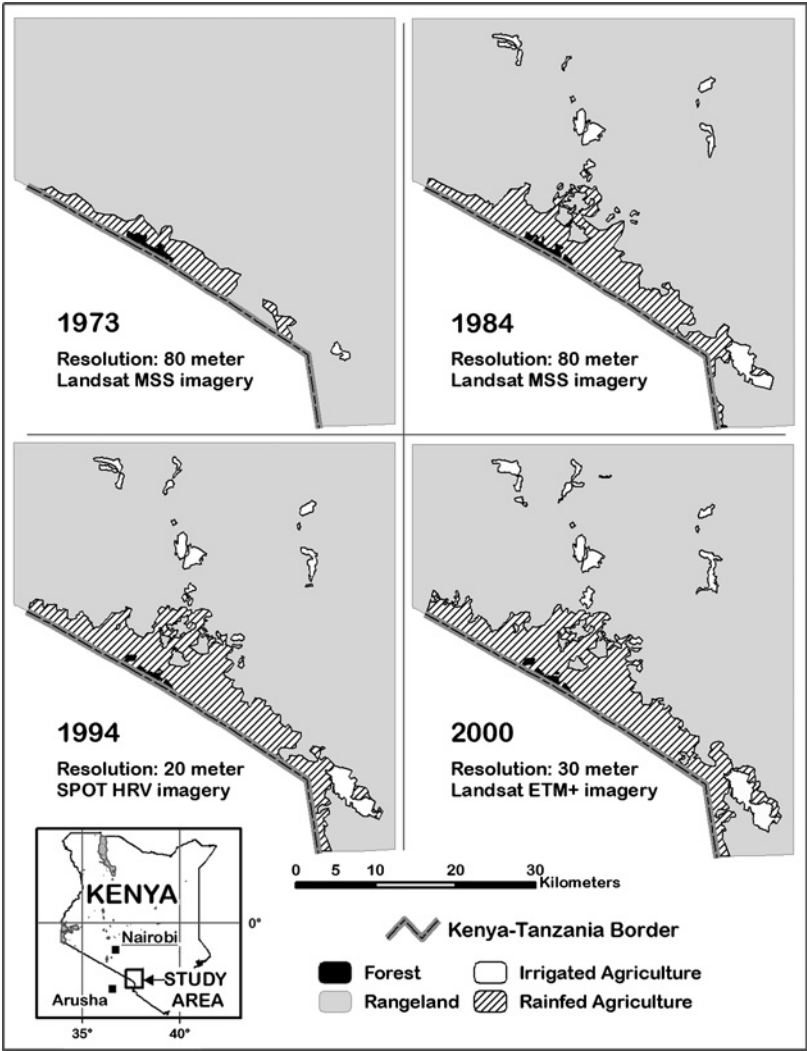 1973
Resolution: 80 meter
Landsat MSS imagery
1984
Resolution: 80 meter
Landsat MSS imagery
1994
Resolution: 20 meter
SPOT HRV imagery
2000
Resolution: 30 meter
Landsat ETM+ imagery
KENYA
Nairobi
Arusha
STUDY
AREA
0°
35°
40°
0 5 10 20 30
Kilometers
Kenya-Tanzania Border
Forest
Irrigated Agriculture
Rangeland
Rainfed Agriculture